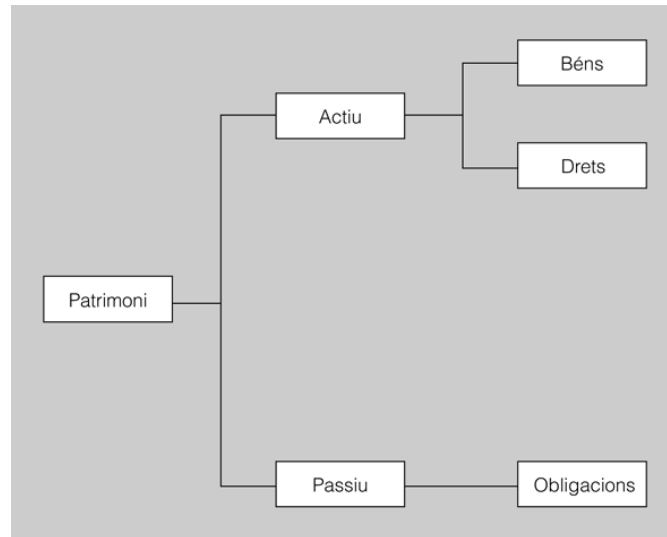 Béns
Actiu
Drets
Patrimoni
Passiu
Obligacions